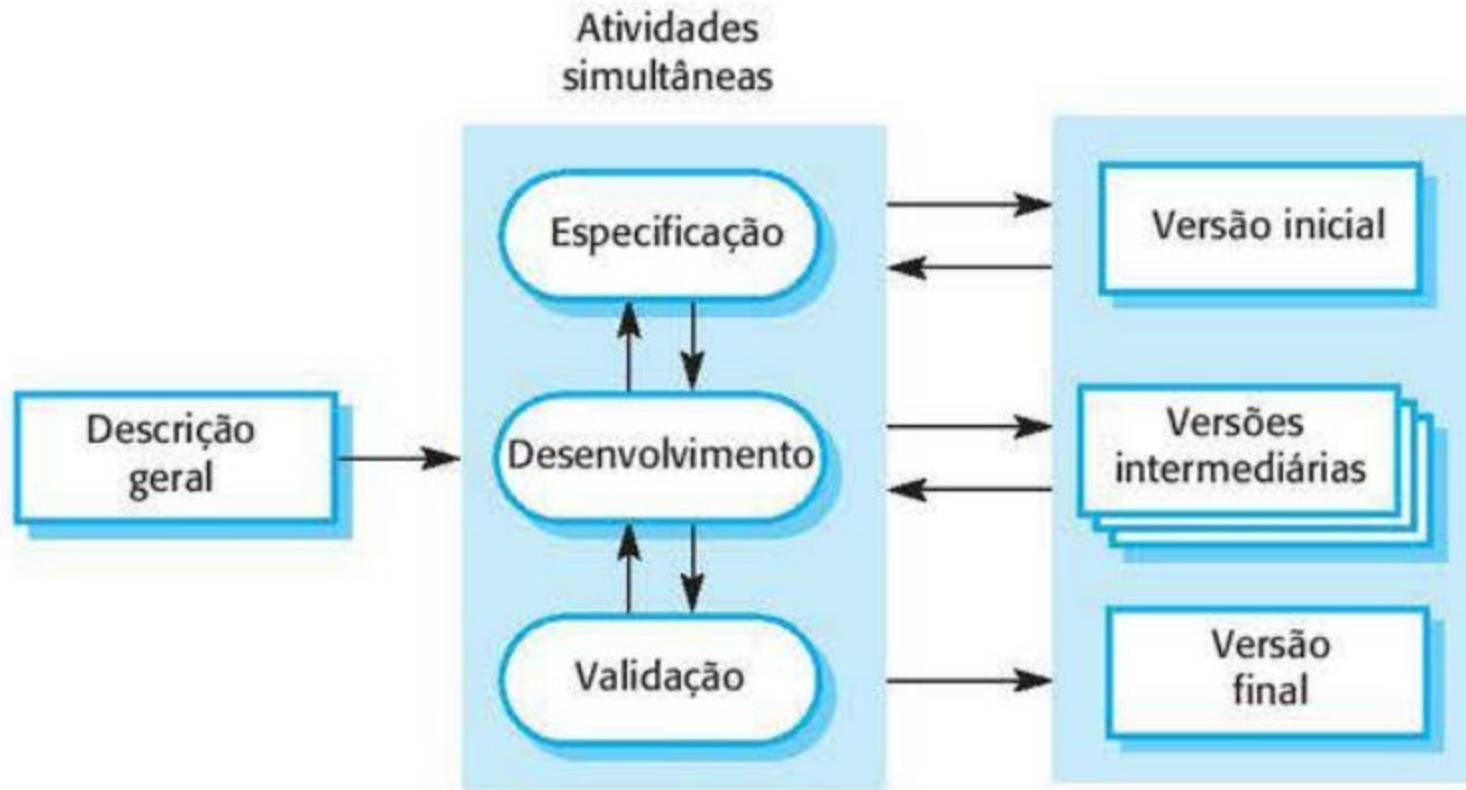 Atividades
simultâneas
Especificação
Versão inicial
Descrição
geral
Desenvolvimento
Versões
intermediárias
Validação
Versão
final